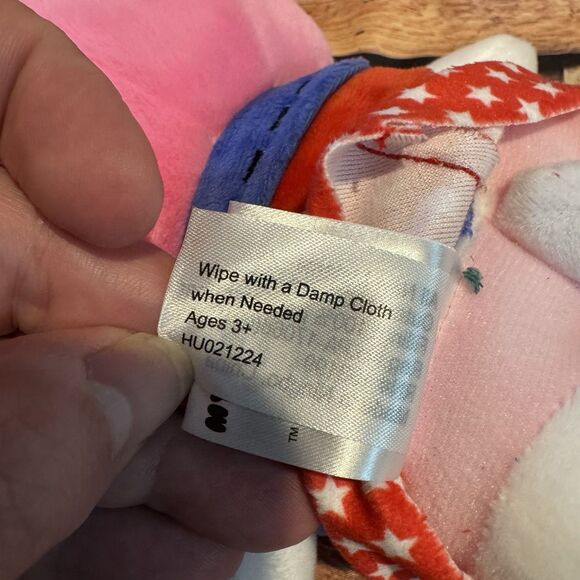 Wipe with a Damp Cloth
when Needed
Ages 3+
HU021224
TM